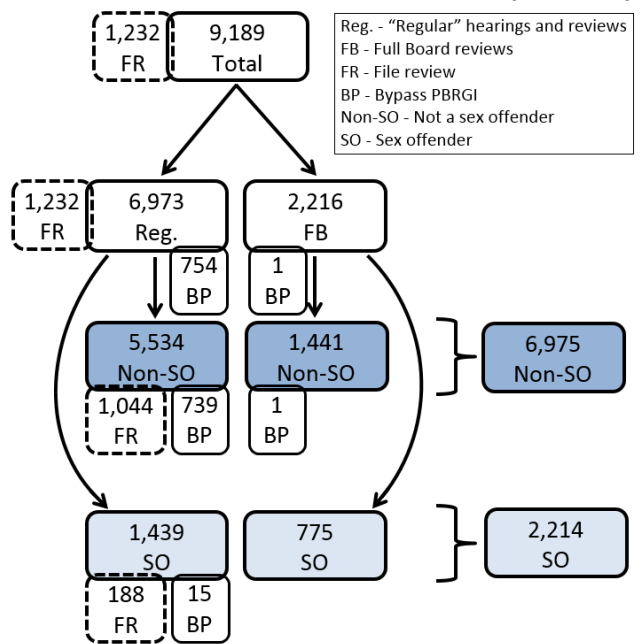 1,232
FR
9,189
Total
Reg. - “Regular” hearings and reviews
FB - Full Board reviews
FR - File review
BP - Bypass PBRGI
Non-SO - Not a sex offender
SO - Sex offender
1,232
FR
6,973
Reg.
2,216
FB
754
BP
1
BP
5,534
Non-SO
1,441
Non-SO
6,975
Non-SO
1,044
FR
739
BP
1
BP
1,439
SO
775
SO
2,214
SO
188
FR
15
BP